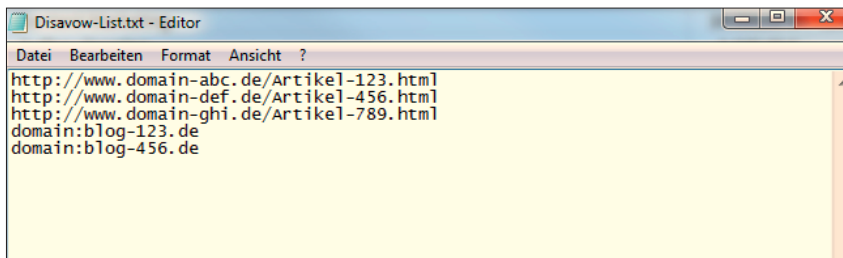 Disavow-List.txt - Editor
Datei Bearbeiten Format Ansicht ?
http://www.domain-abc.de/Artikel-123.html
http://www.domain-def.de/Artikel-456.html
http://www.domain-ghi.de/Artikel-789.html
domain:blog-123.de
domain:blog-456.de